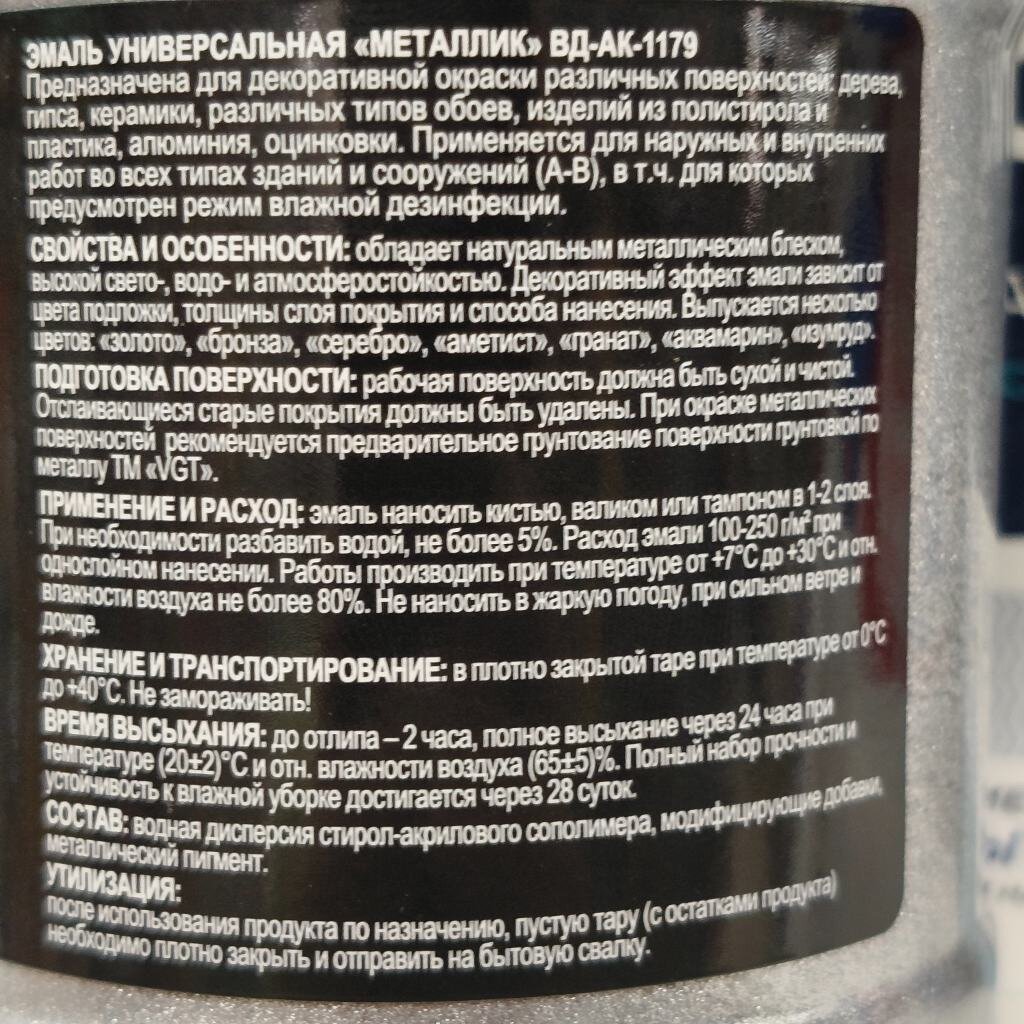 ЭМАЛЬ УНИВЕРСАЛЬНАЯ «МЕТАЛЛИК» ВД-АК-1179
Предназначена для декоративной окраски различных поверхностей: дерева,
гипса, керамики, различных типов обоев, изделий из полистирола и
пластика, алюминия, оцинковки. Применяется для наружных и внутренних
работ во всех типах зданий и сооружений (А-В), в т.ч. для которых
предусмотрен режим влажной дезинфекции.
СВОЙСТВА И ОСОБЕННОСТИ: обладает натуральным металлическим блеском,
высокой свето-, водо- и атмосферостойкостью. Декоративный эффект эмали зависит от
цвета подложки, толщины слоя покрытия и способа нанесения. Выпускается несколько
цветов: «золото», «бронза», «серебро», «аметист», «гранат», «аквамарин», «изумруд».
ПОДГОТОВКА ПОВЕРХНОСТИ: рабочая поверхность должна быть сухой и чистой.
Отслаивающиеся старые покрытия должны быть удалены. При окраске металлических
поверхностей рекомендуется предварительное грунтование поверхности грунтовкой по
металлу ТМ «VGT».
ПРИМЕНЕНИЕ И РАСХОД: эмаль наносить кистью, валиком или тампоном в 1-2 слоя.
При необходимости разбавить водой, не более 5%. Расход эмали 100-250 г/м² при
однослойном нанесении. Работы производить при температуре от +7°С до +30°С и отн.
влажности воздуха не более 80%. Не наносить в жаркую погоду, при сильном ветре и
дожде.
ХРАНЕНИЕ И ТРАНСПОРТИРОВАНИЕ: в плотно закрытой таре при температуре от 0°С
до +40°С. Не замораживать!
ВРЕМЯ ВЫСЫХАНИЯ: до отлипа – 2 часа, полное высыхание через 24 часа при
температуре (20±2)°С и отн. влажности воздуха (65±5)%. Полный набор прочности и
устойчивость к влажной уборке достигается через 28 суток.
СОСТАВ: водная дисперсия стирол-акрилового сополимера, модифицирующие добавки,
металлический пигмент.
УТИЛИЗАЦИЯ:
после использования продукта по назначению, пустую тару (с остатками продукта)
необходимо плотно закрыть и отправить на бытовую свалку.